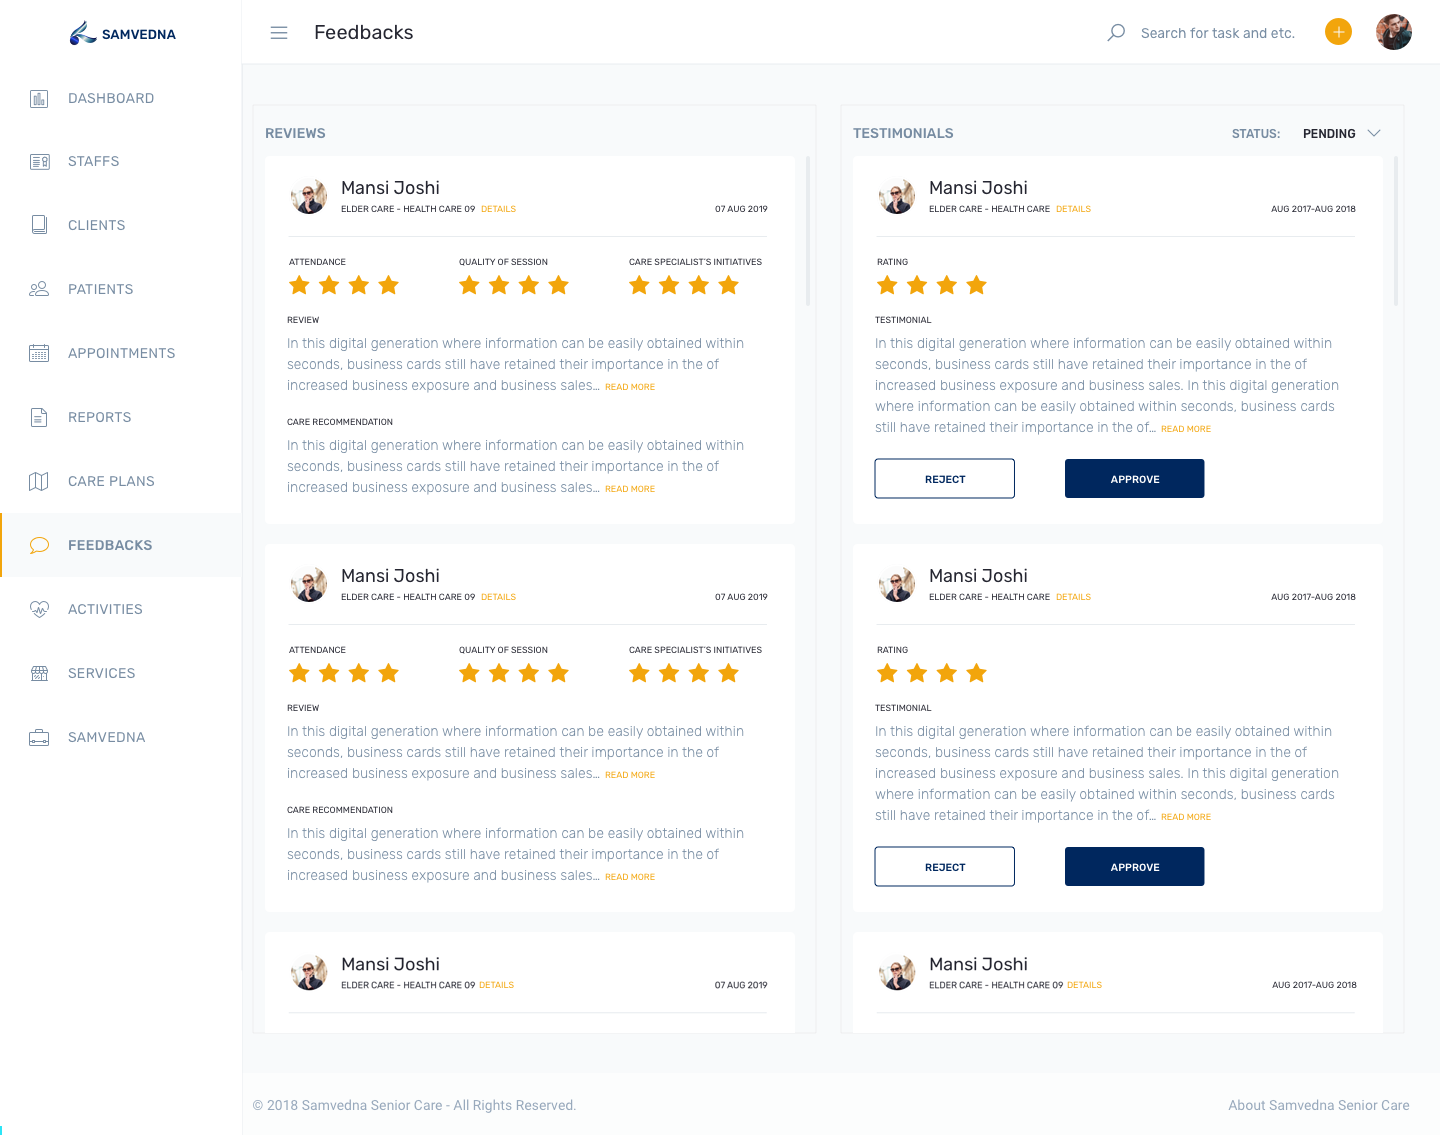 SAMVEDNA
Feedbacks
Search for task and etc.
DASHBOARD
STAFFS
CLIENTS
PATIENTS
APPOINTMENTS
REPORTS
CARE PLANS
FEEDBACKS
ACTIVITIES
SERVICES
SAMVEDNA
REVIEWS
Mansi Joshi
ELDER CARE - HEALTH CARE 09 DETAILS
07 AUG 2019
ATTENDANCE
QUALITY OF SESSION
CARE SPECIALIST'S INITIATIVES
REVIEW
In this digital generation where information can be easily obtained within
seconds, business cards still have retained their importance in the of
increased business exposure and business sales... READ MORE
CARE RECOMMENDATION
In this digital generation where information can be easily obtained within
seconds, business cards still have retained their importance in the of
increased business exposure and business sales... READ MORE
Mansi Joshi
ELDER CARE - HEALTH CARE 09 DETAILS
07 AUG 2019
ATTENDANCE
QUALITY OF SESSION
CARE SPECIALIST'S INITIATIVES
REVIEW
In this digital generation where information can be easily obtained within
seconds, business cards still have retained their importance in the of
increased business exposure and business sales... READ MORE
CARE RECOMMENDATION
In this digital generation where information can be easily obtained within
seconds, business cards still have retained their importance in the of
increased business exposure and business sales... READ MORE
Mansi Joshi
ELDER CARE - HEALTH CARE 09 DETAILS
07 AUG 2019
TESTIMONIALS
STATUS: PENDING
Mansi Joshi
ELDER CARE - HEALTH CARE DETAILS
AUG 2017-AUG 2018
RATING
TESTIMONIAL
In this digital generation where information can be easily obtained within
seconds, business cards still have retained their importance in the of
increased business exposure and business sales. In this digital generation
where information can be easily obtained within seconds, business cards
still have retained their importance in the of... READ MORE
REJECT
APPROVE
Mansi Joshi
ELDER CARE - HEALTH CARE DETAILS
AUG 2017-AUG 2018
RATING
TESTIMONIAL
In this digital generation where information can be easily obtained within
seconds, business cards still have retained their importance in the of
increased business exposure and business sales. In this digital generation
where information can be easily obtained within seconds, business cards
still have retained their importance in the of... READ MORE
REJECT
APPROVE
Mansi Joshi
ELDER CARE - HEALTH CARE 09 DETAILS
AUG 2017-AUG 2018
© 2018 Samvedna Senior Care - All Rights Reserved.
About Samvedna Senior Care